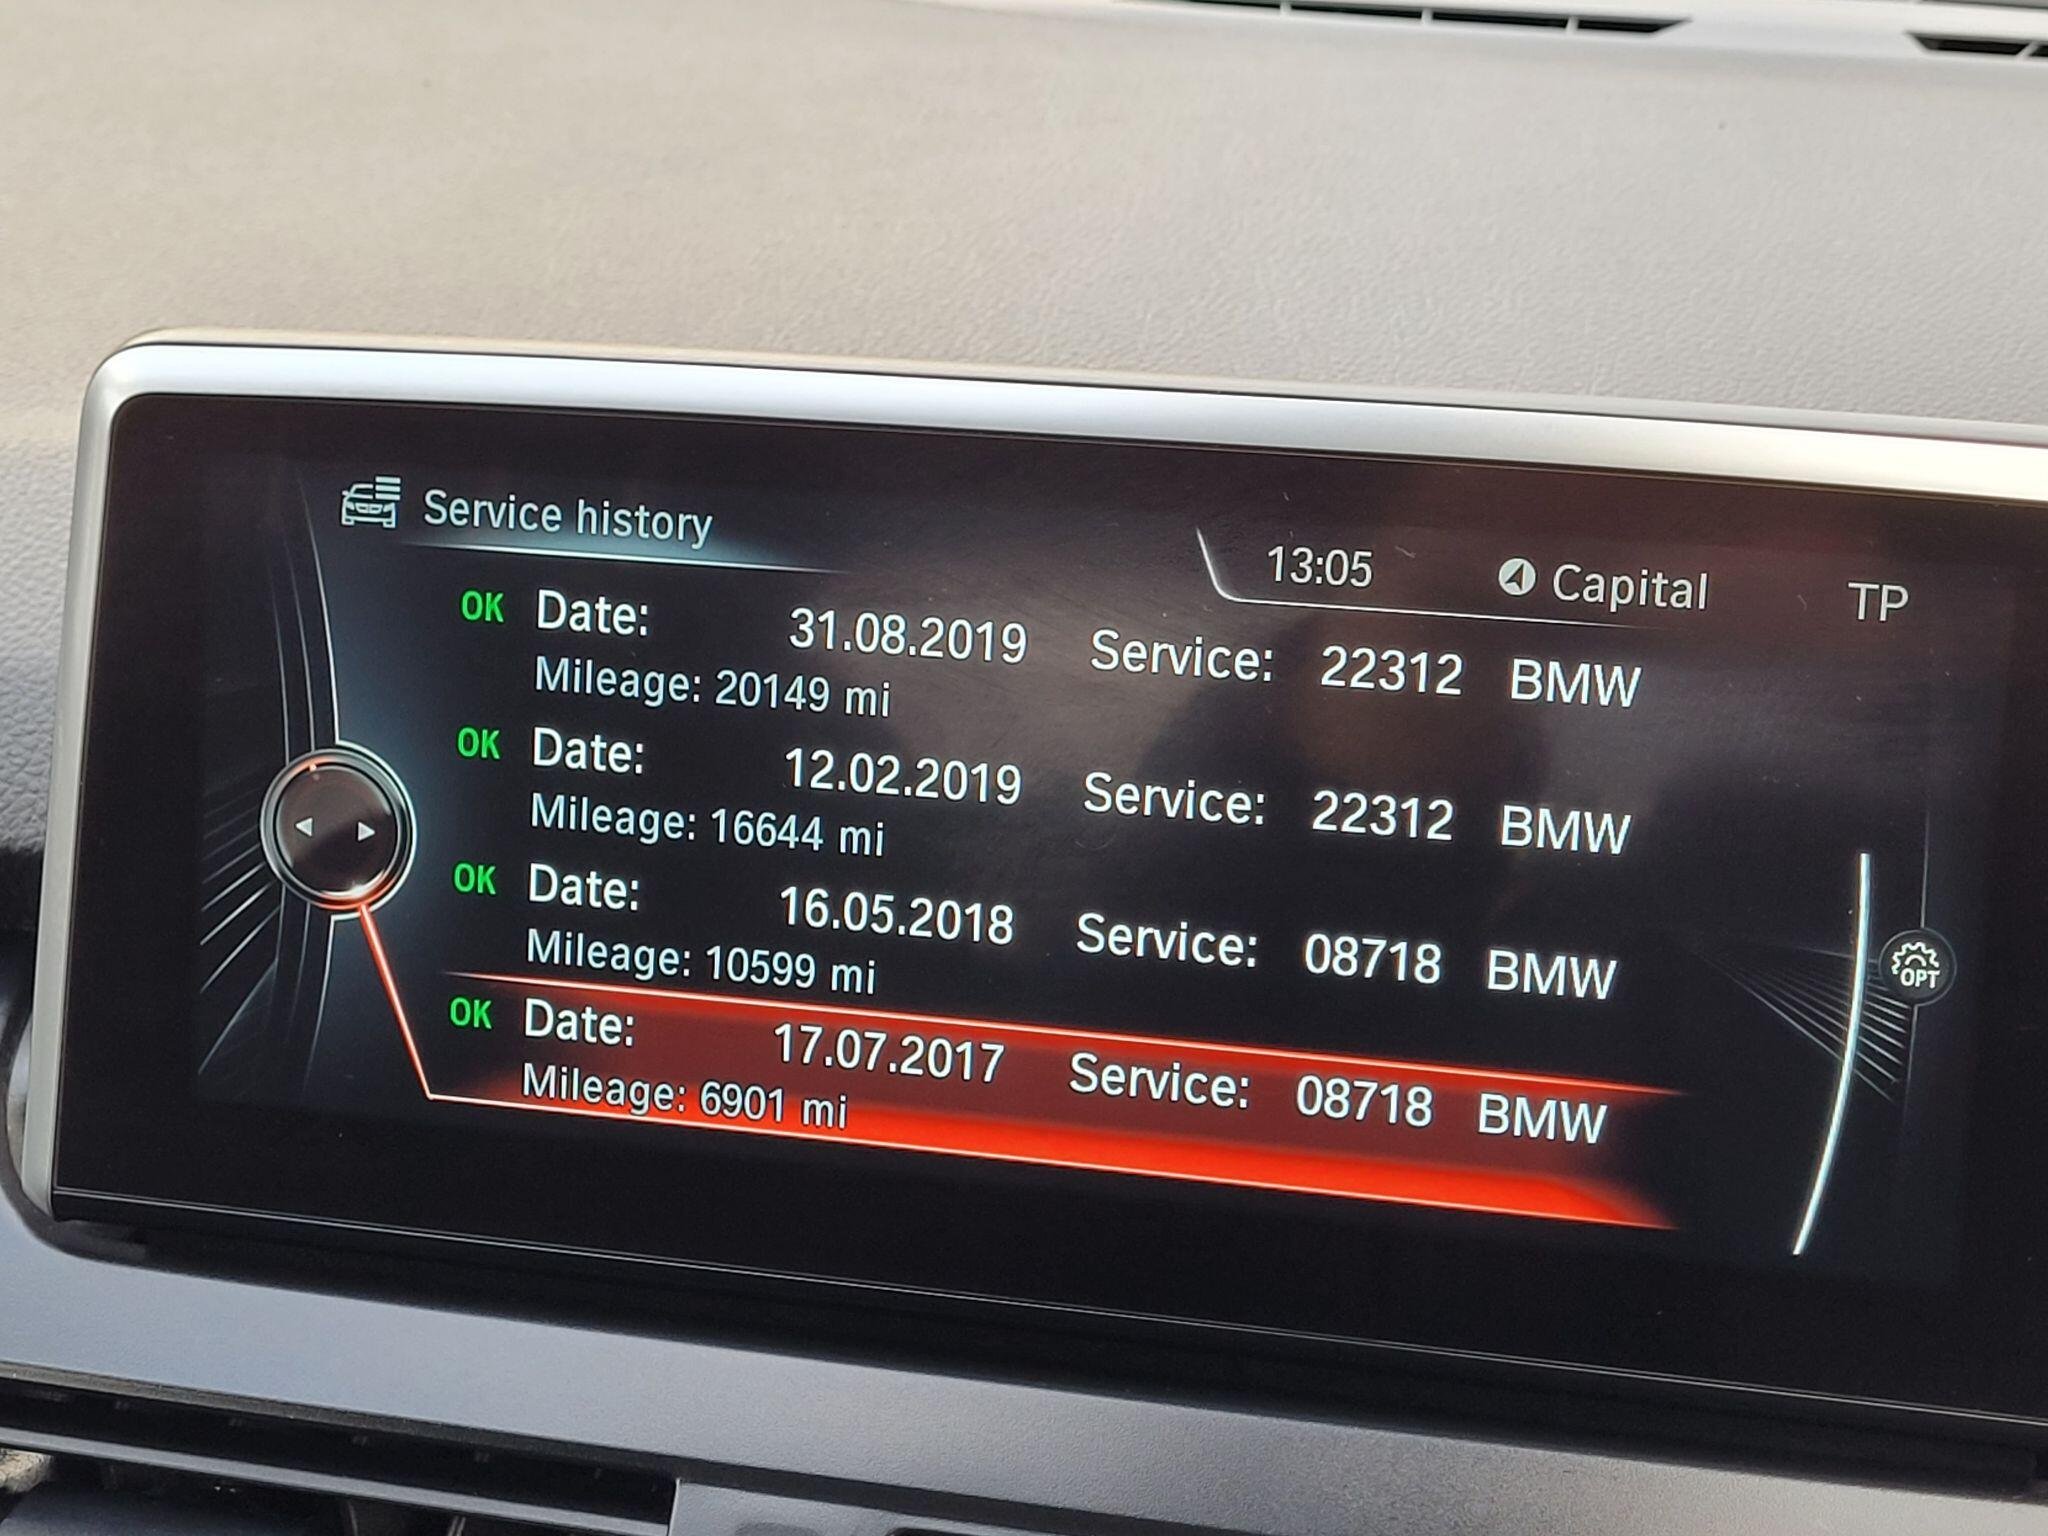 Service history
13:05 Capital TP
OK Date: 31.08.2019 Service: 22312 BMW
Mileage: 20149 mi
OK Date: 12.02.2019 Service: 22312 BMW
Mileage: 16644 mi
OK Date: 16.05.2018 Service: 08718 BMW
Mileage: 10599 mi
OK Date: 17.07.2017 Service: 08718 BMW
Mileage: 6901 mi
OPT